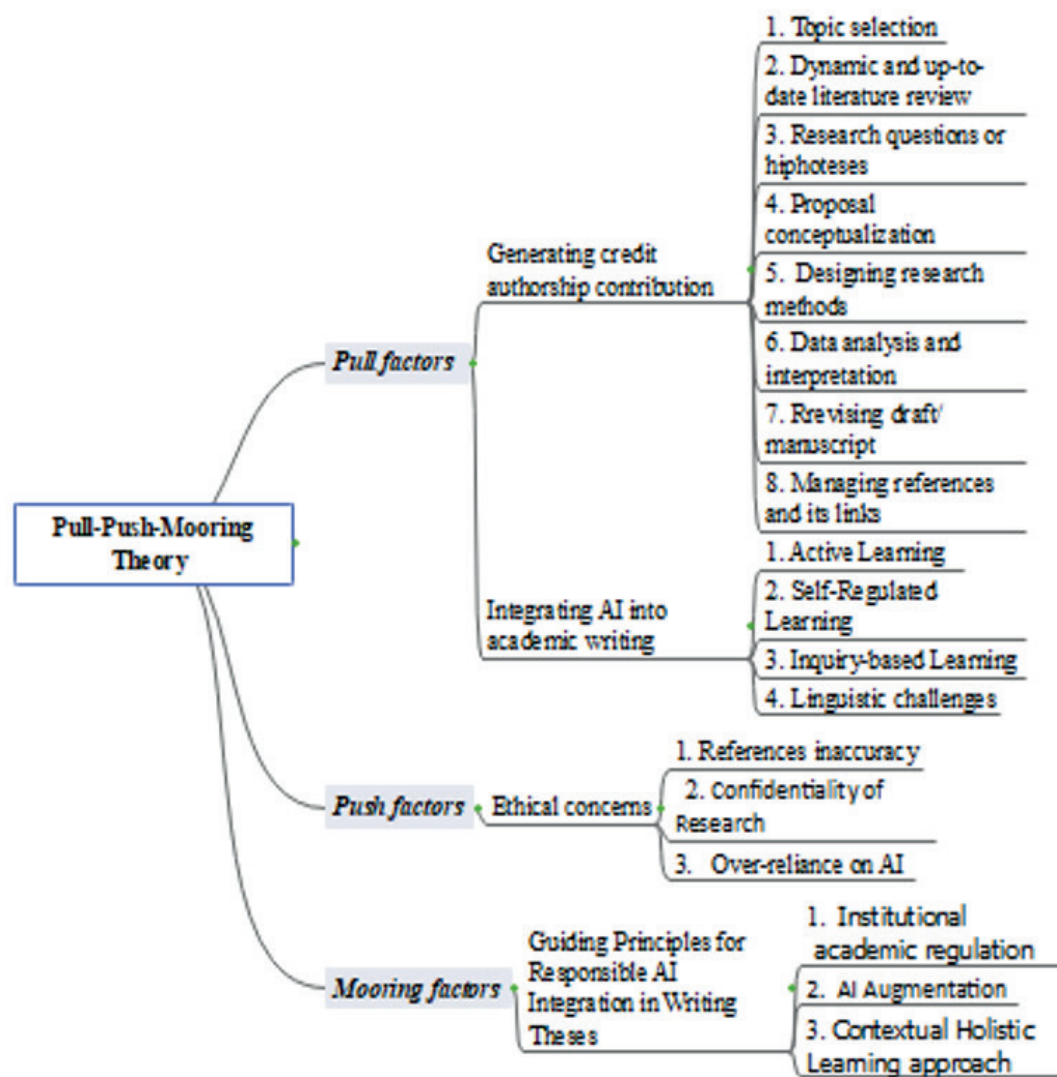 1. Topic selection
2. Dynamic and up-to-
date literature review
3. Research questions or
hiphoteses
4. Proposal
conceptualization
Generating credit
authorship contribution
5. Designing research
methods
6. Data analysis and
interpretation
Pull factors
7. Rrevising draft/
manuscript
8. Managing references
and its links
Pull-Push-Mooring
Theory
1. Active Learning
Integrating AI into
academic writing
2. Self-Regulated
Learning
3. Inquiry-based Learning
4. Linguistic challenges
Push factors
Ethical concerns
1. References inaccuracy
2. Confidentiality of
Research
3. Over-reliance on AI
Mooring factors
Guiding Principles for
Responsible AI
Integration in Writing
Theses
1. Institutional
academic regulation
2. AI Augmentation
3. Contextual Holistic
Learning approach